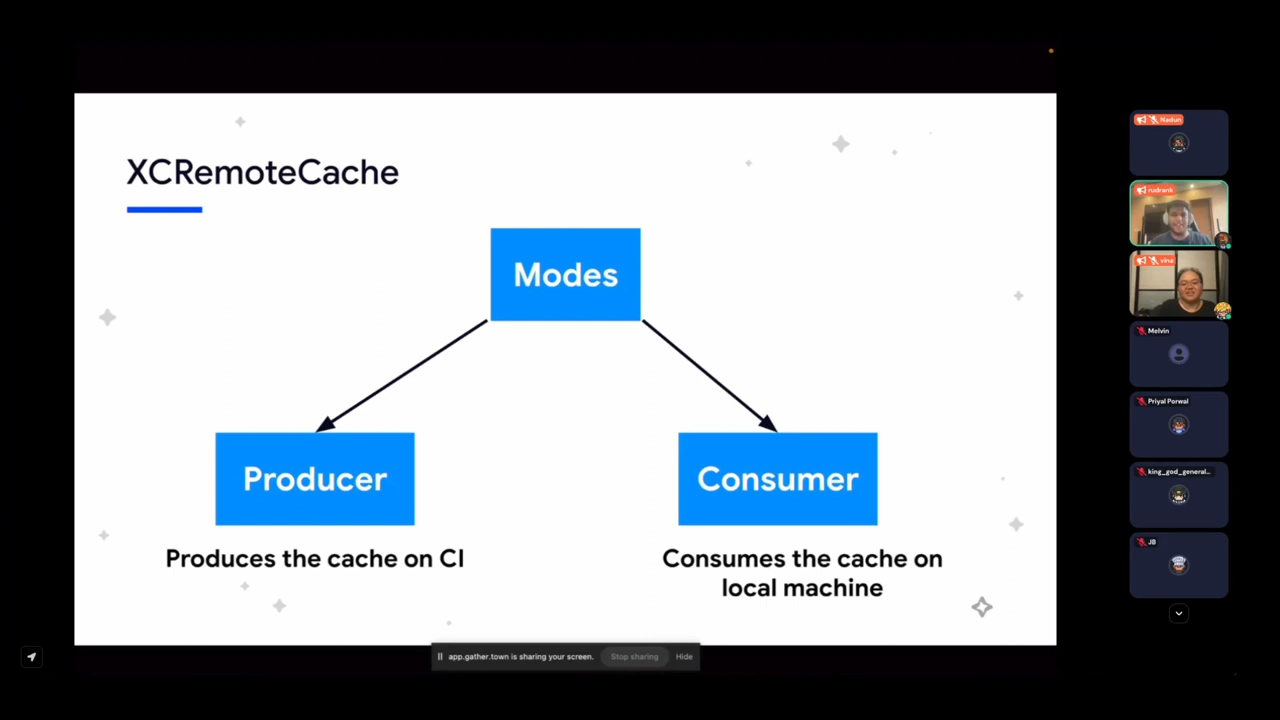 XCRemoteCache
Modes
Producer
Consumer
Produces the cache on CI
Consumes the cache on
local machine
app.gather.town is sharing your screen.
Stop sharing
Hide
Nadun
rudrank
vina
Melvin
Priyal Porwal
king_god_general...
JB